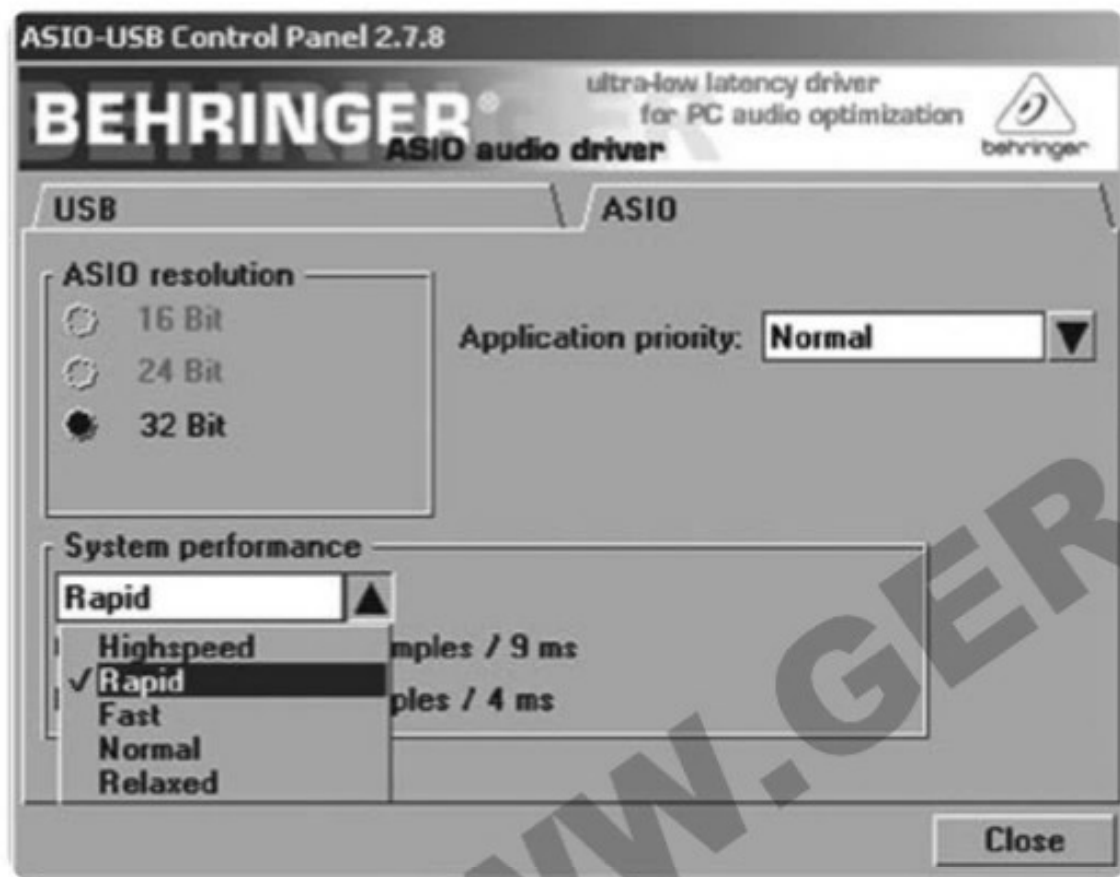 ASIO-USB Control Panel 2.7.8
BEHRINGER®
ultra-low latency driver
for PC audio optimization
ASIO audio driver
behringer
USB
ASIO
ASIO resolution
16 Bit
24 Bit
32 Bit
Application priority: Normal
System performance
Rapid
Highspeed
mples / 9 ms
✓ Rapid
Fast
ples / 4 ms
Normal
Relaxed
Close
W.GER